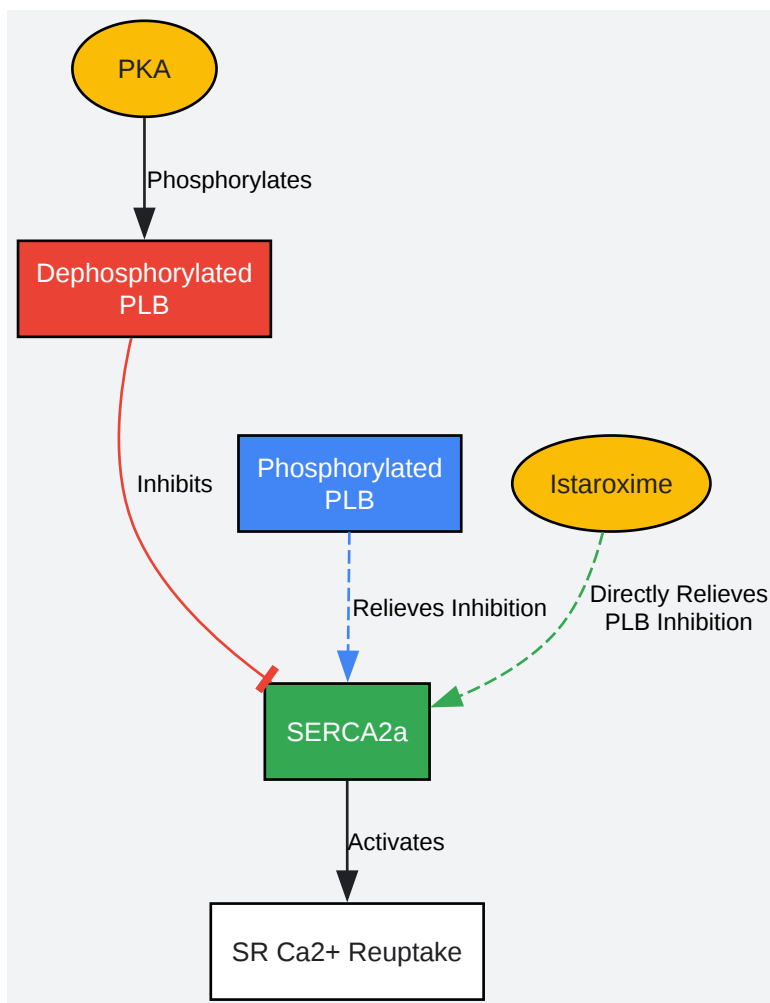 PKA
Phosphorylates
Dephosphorylated
PLB
Inhibits
Phosphorylated
PLB
Istaroxime
Relieves Inhibition
Directly Relieves
PLB Inhibition
SERCA2a
Activates
SR Ca2+ Reuptake